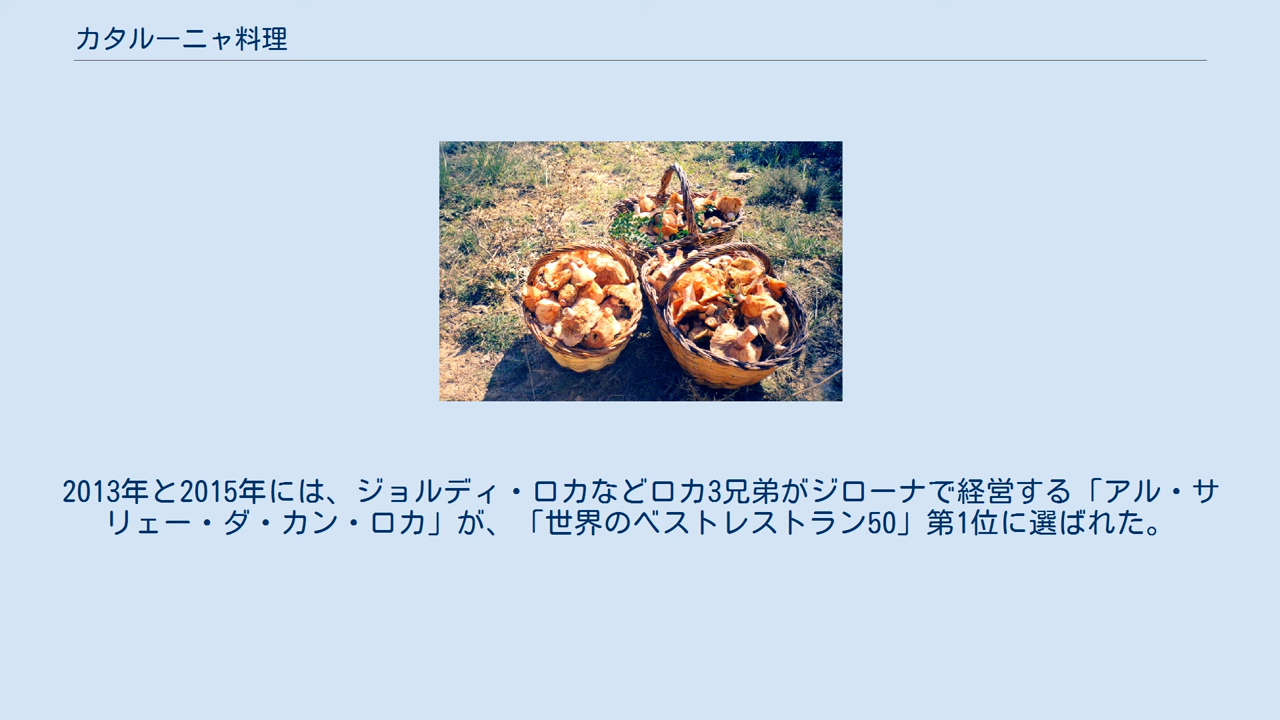 カタルーニャ料理
2013年と2015年には、ジョルディ・ロカなどロカ3兄弟がジローナで経営する「アル・サ
リェー・ダ・カン・ロカ」が、「世界のベストレストラン50」第1位に選ばれた。